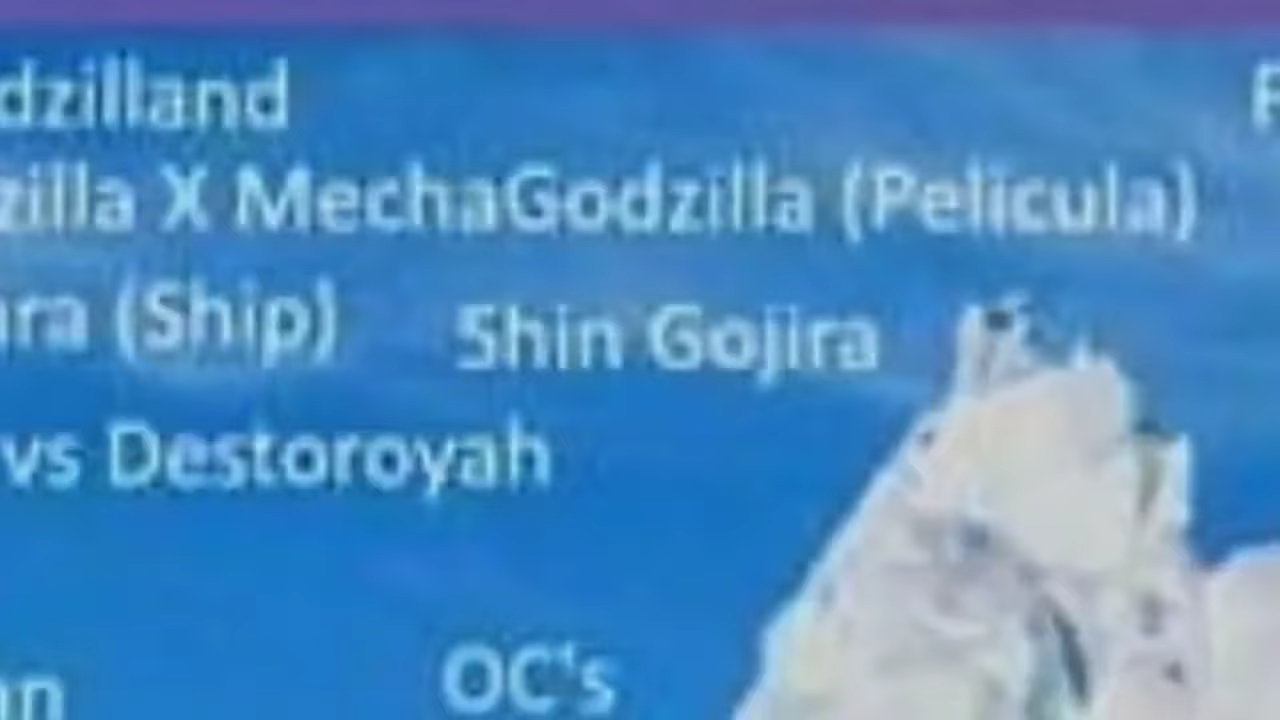 dzilland
zilla X MechaGodzilla (Pelicula)
ra (Ship)
Shin Gojira
vs Destoroyah
OC's